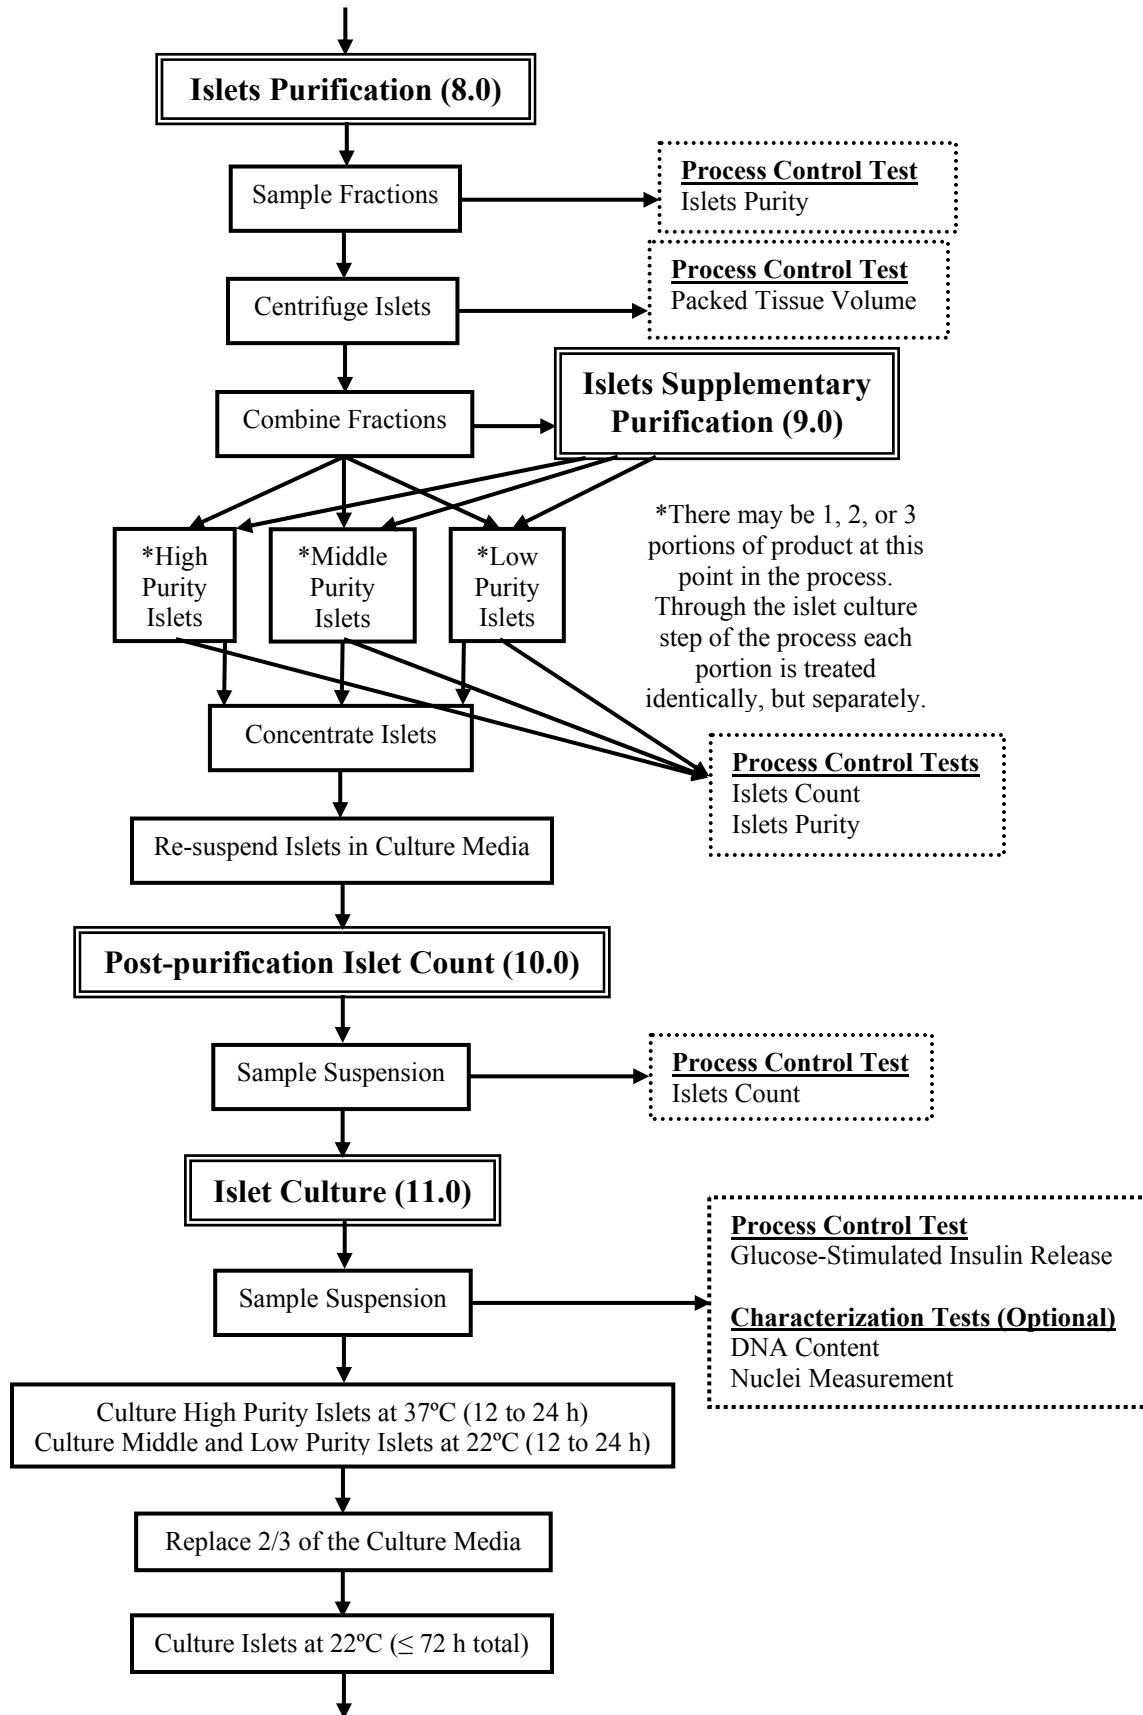 Islets Purification (8.0)
Sample Fractions
Process Control Test
Islets Purity
Centrifuge Islets
Process Control Test
Packed Tissue Volume
Combine Fractions
Islets Supplementary
Purification (9.0)
*High
Purity
Islets
*Middle
Purity
Islets
*Low
Purity
Islets
*There may be 1, 2, or 3
portions of product at this
point in the process.
Through the islet culture
step of the process each
portion is treated
identically, but separately.
Concentrate Islets
Process Control Tests
Islets Count
Islets Purity
Re-suspend Islets in Culture Media
Post-purification Islet Count (10.0)
Sample Suspension
Process Control Test
Islets Count
Islet Culture (11.0)
Sample Suspension
Process Control Test
Glucose-Stimulated Insulin Release
Characterization Tests (Optional)
DNA Content
Nuclei Measurement
Culture High Purity Islets at 37ºC (12 to 24 h)
Culture Middle and Low Purity Islets at 22ºC (12 to 24 h)
Replace 2/3 of the Culture Media
Culture Islets at 22ºC (≤ 72 h total)